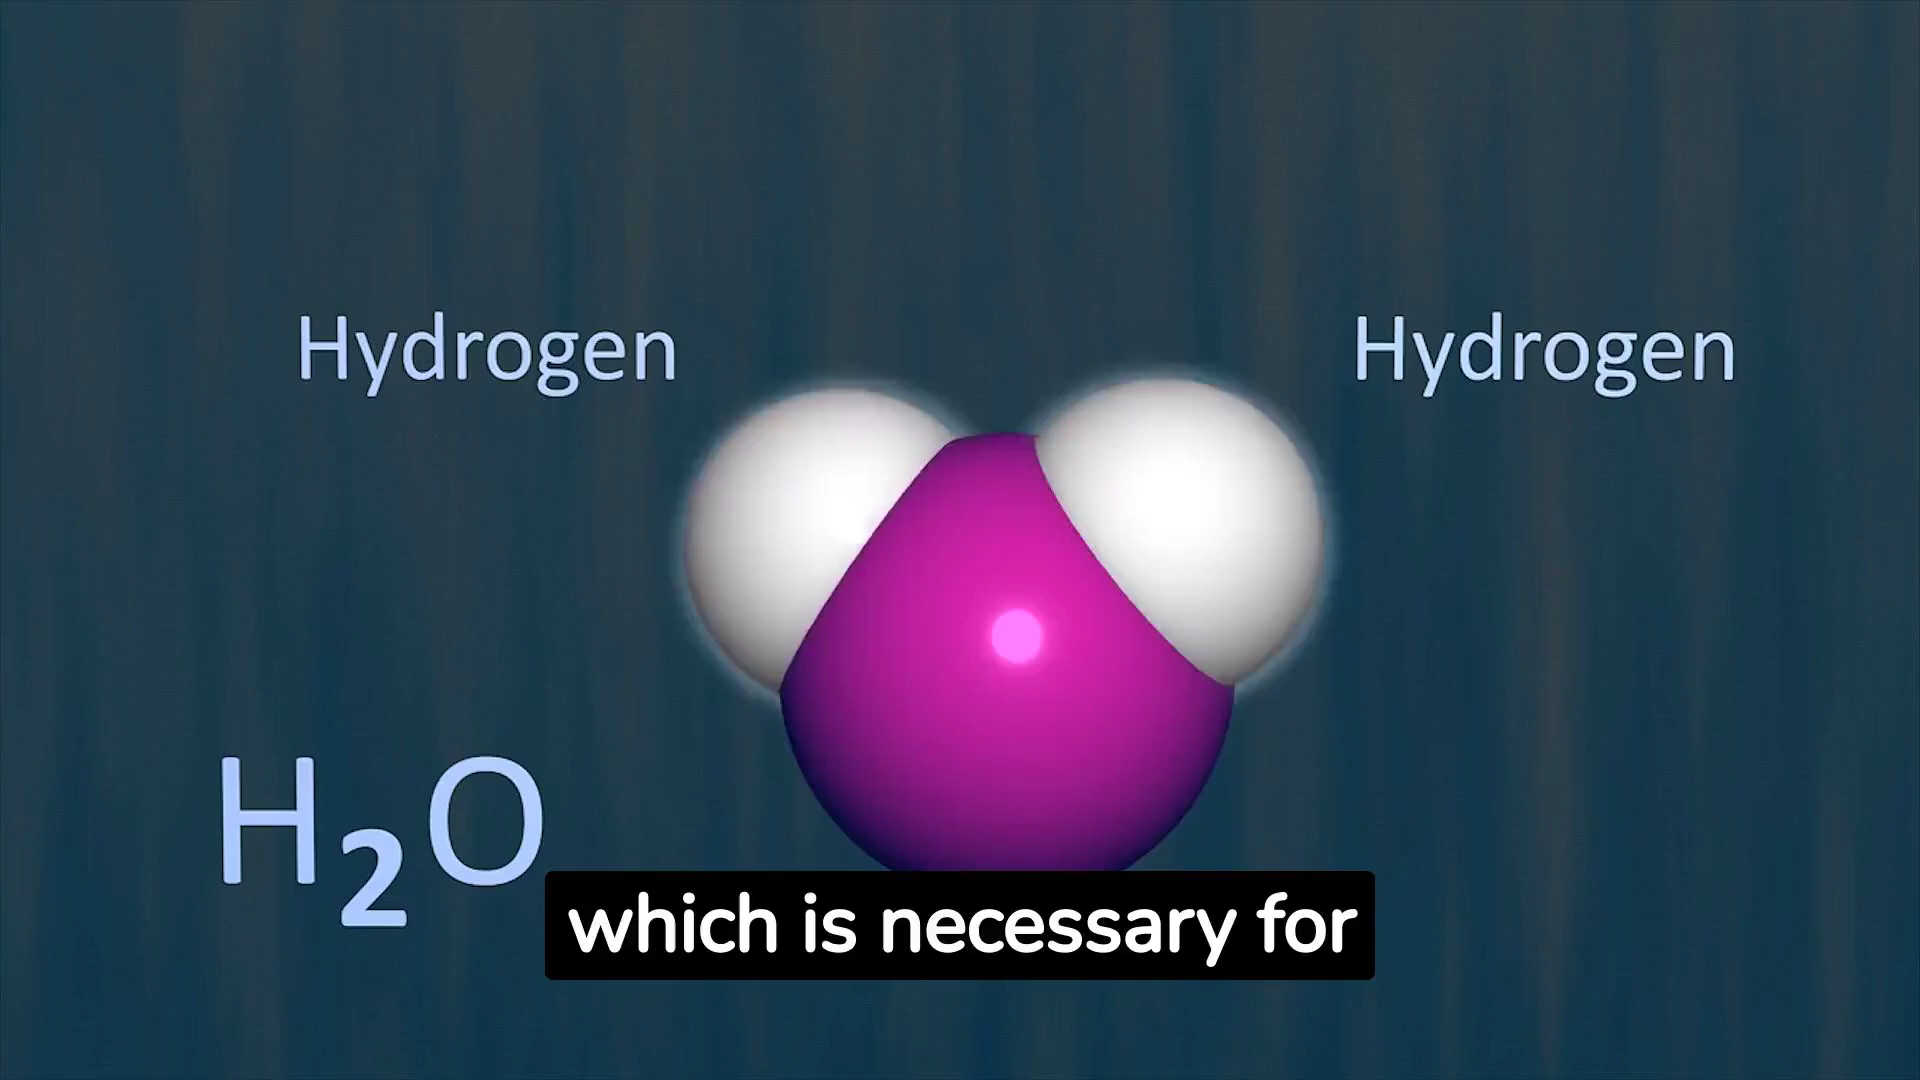 Hydrogen
Hydrogen
H₂O
which is necessary for